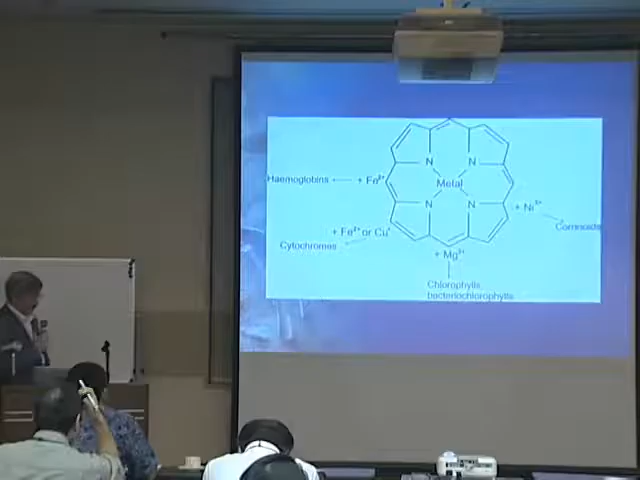 N N
Haemoglobins + Fe²⁺ Metal
N N
+ Ni²⁺
Corrinoids
+ Fe²⁺ or Cu⁺
Cytochromes
+ Mg²⁺
Chlorophylls,
bacteriochlorophylls